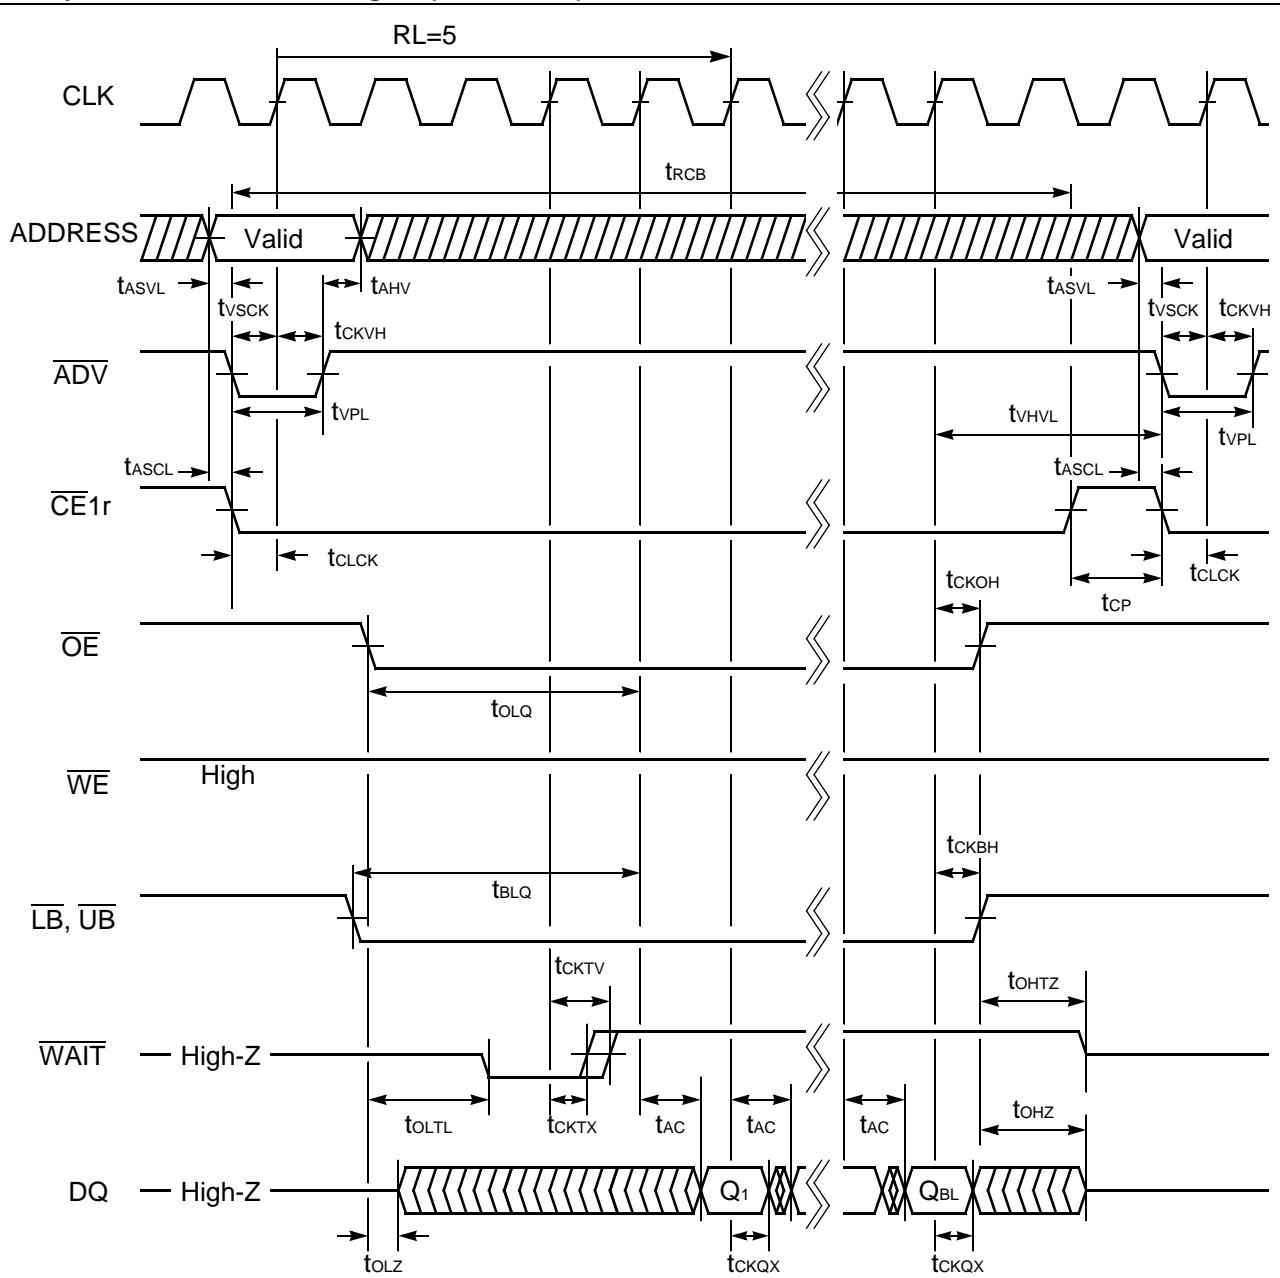 RL=5
CLK
tRCB
ADDRESS
Valid
Valid
tASVL
tVSCK
tAHV
tCKVH
tASVL
tVSCK
tCKVH
ADV
tVPL
tVHVL
tVPL
tASCL
tASCL
CE1r
tCLCK
tCKOH
tCP
tCLCK
OE
tOLQ
WE
High
tCKBH
tBLQ
LB, UB
tCKTV
tOHTZ
WAIT
High-Z
tOLTL
tCKTX
tAC
tAC
tAC
tOHZ
DQ
High-Z
Q1
QBL
tOLZ
tCKQX
tCKQX